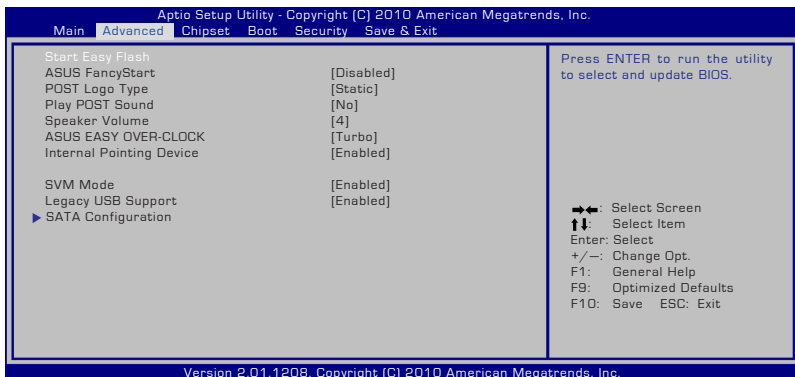 Aptio Setup Utility - Copyright (C) 2010 American Megatrends, Inc.
Main Advanced Chipset Boot Security Save & Exit
Start Easy Flash
ASUS FancyStart [Disabled]
POST Logo Type [Static]
Play POST Sound [No]
Speaker Volume [4]
ASUS EASY OVER-CLOCK [Turbo]
Internal Pointing Device [Enabled]
SVM Mode [Enabled]
Legacy USB Support [Enabled]
SATA Configuration
Press ENTER to run the utility
to select and update BIOS.
→←: Select Screen
↑↓: Select Item
Enter: Select
+/—: Change Opt.
F1: General Help
F9: Optimized Defaults
F10: Save ESC: Exit
Version 2.01.1208. Copyright (C) 2010 American Megatrends, Inc.